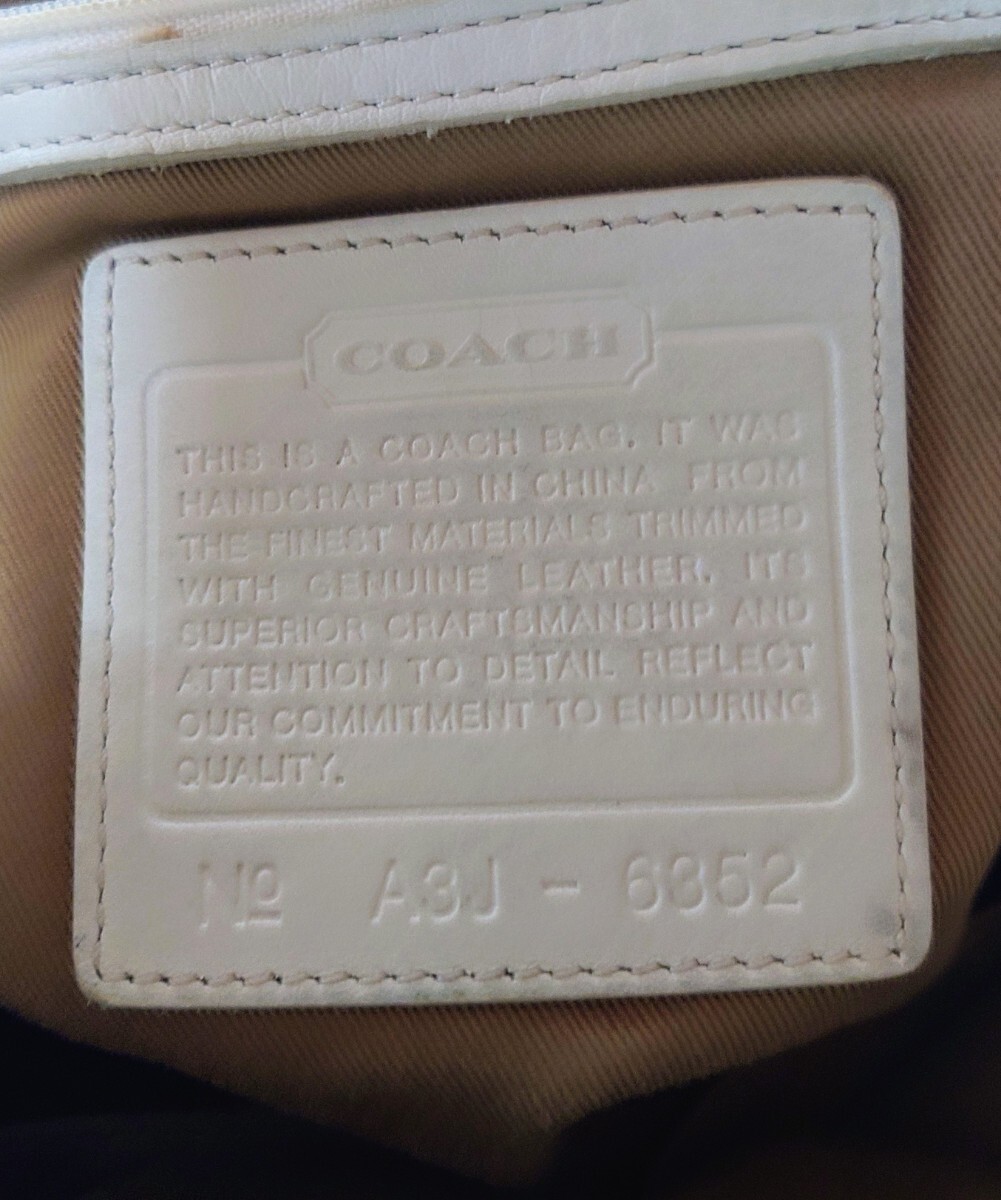 COACH
THIS IS A COACH BAG. IT WAS
HANDCRAFTED IN CHINA FROM
THE FINEST MATERIALS TRIMMED
WITH GENUINE LEATHER. ITS
SUPERIOR CRAFTSMANSHIP AND
ATTENTION TO DETAIL REFLECT
OUR COMMITMENT TO ENDURING
QUALITY.
№ A3J - 6352